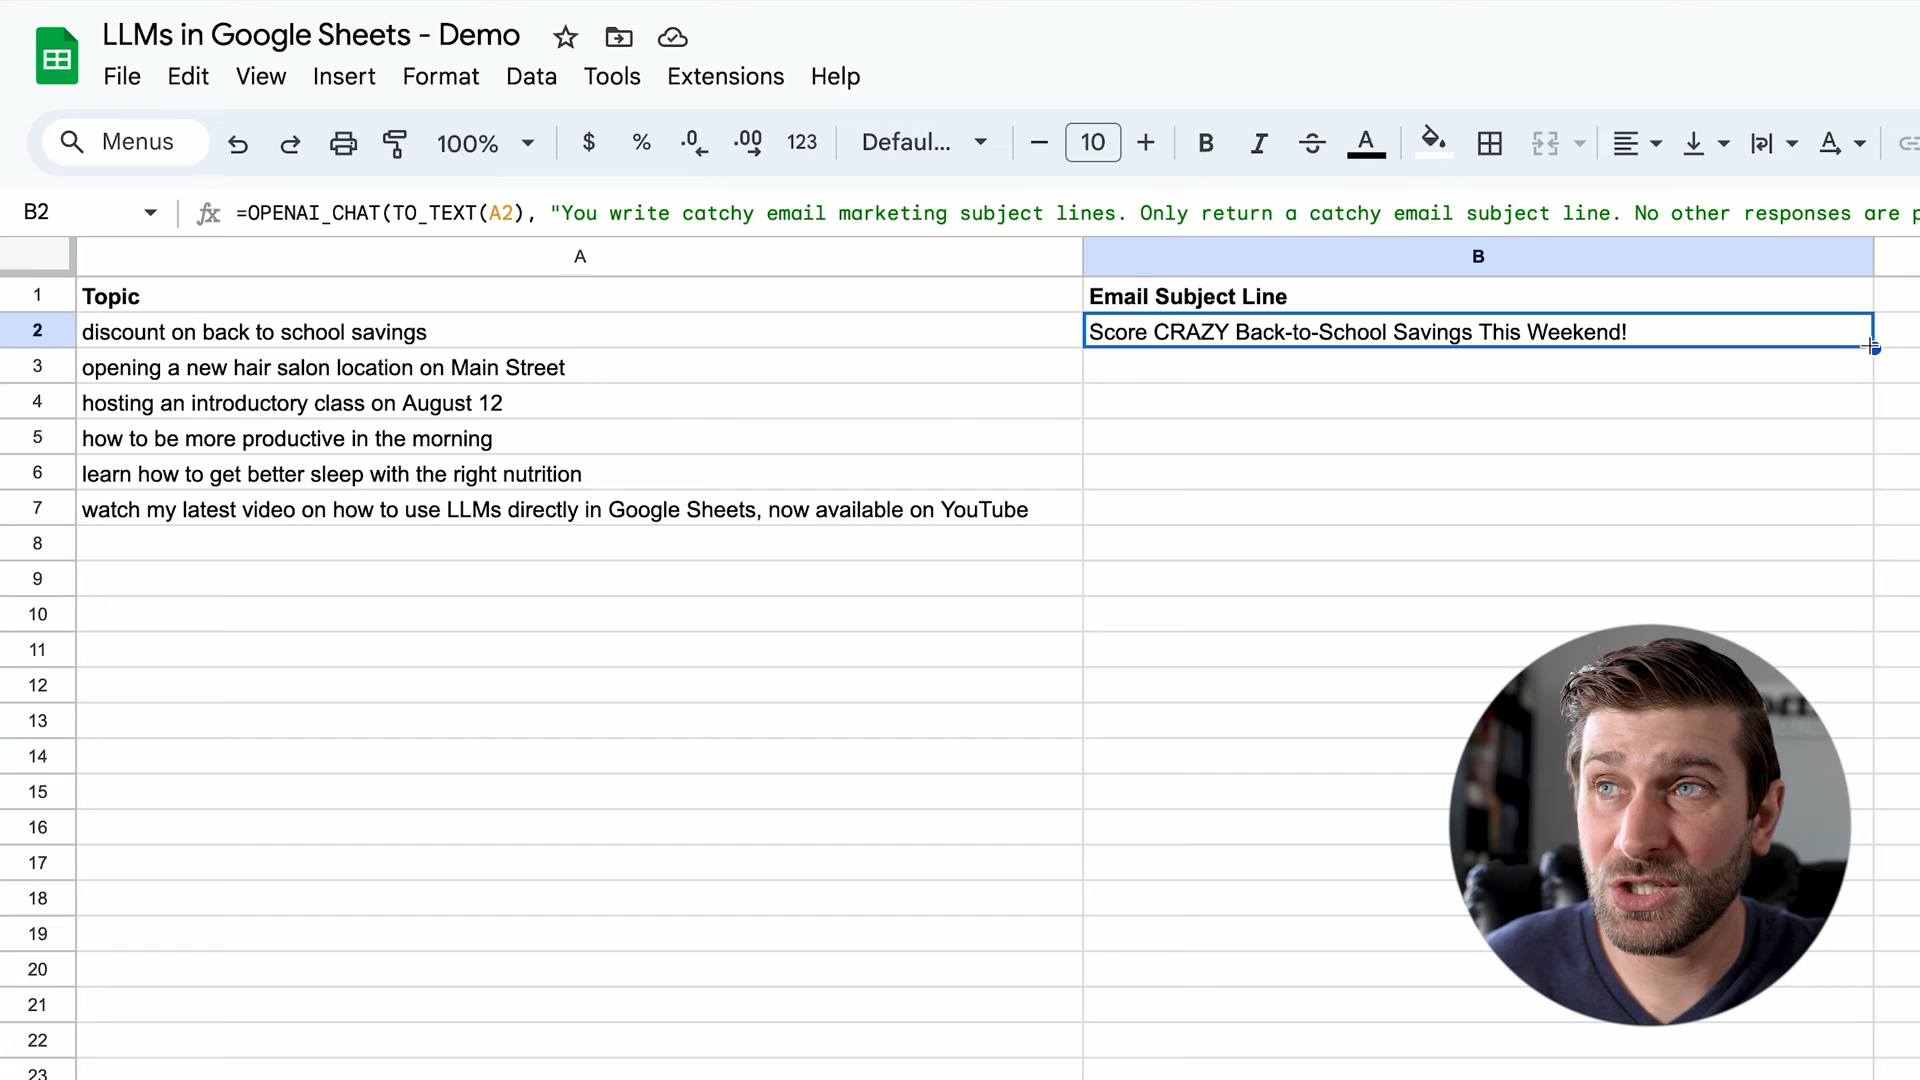 LLMs in Google Sheets - Demo
File Edit View Insert Format Data Tools Extensions Help
Menus 100% $ % .0 .00 123 Defaul... 10 B I S A A
B2 fx =OPENAI_CHAT(TO_TEXT(A2), "You write catchy email marketing subject lines. Only return a catchy email subject line. No other responses are p
A B
1 Topic Email Subject Line
2 discount on back to school savings Score CRAZY Back-to-School Savings This Weekend!
3 opening a new hair salon location on Main Street
4 hosting an introductory class on August 12
5 how to be more productive in the morning
6 learn how to get better sleep with the right nutrition
7 watch my latest video on how to use LLMs directly in Google Sheets, now available on YouTube
8
9
10
11
12
13
14
15
16
17
18
19
20
21
22
23